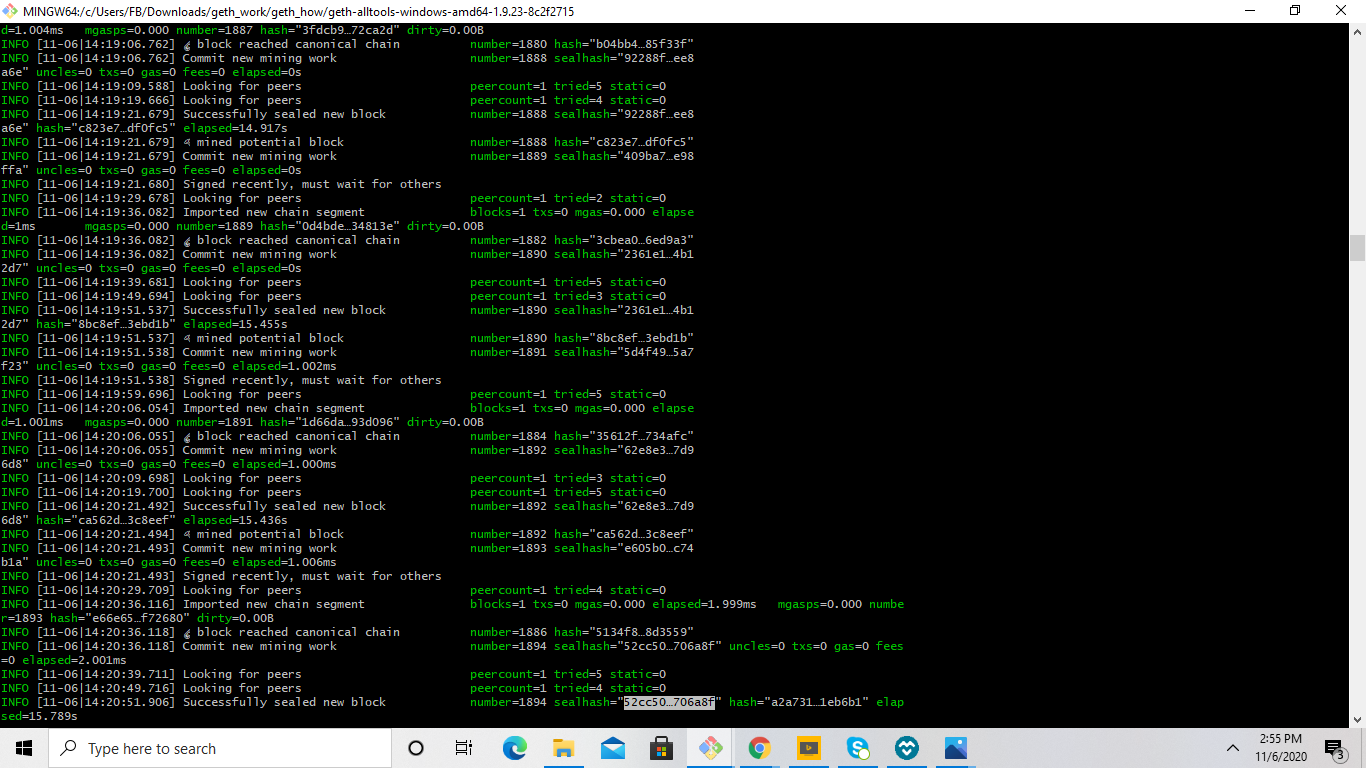 MINGW64:/c/Users/FB/Downloads/geth_work/geth_how/geth-alltools-windows-amd64-1.9.23-8c2f2715
d=1.004ms   mgasps=0.000 number=1887 hash="3fdcb9…72ca2d" dirty=0.00B
INFO [11-06|14:19:06.762] block reached canonical chain          number=1880 hash="b04bb4…85f33f"
INFO [11-06|14:19:06.762] Commit new mining work                   number=1888 sealhash="92288f…ee8
a6e" uncles=0 txs=0 gas=0 fees=0 elapsed=0s
INFO [11-06|14:19:09.588] Looking for peers                        peercount=1 tried=5 static=0
INFO [11-06|14:19:19.666] Looking for peers                        peercount=1 tried=4 static=0
INFO [11-06|14:19:21.679] Successfully sealed new block            number=1888 sealhash="92288f…ee8
a6e" hash="c823e7…df0fc5" elapsed=14.917s
INFO [11-06|14:19:21.679] mined potential block                  number=1888 hash="c823e7…df0fc5"
INFO [11-06|14:19:21.679] Commit new mining work                   number=1889 sealhash="409ba7…e98
ffa" uncles=0 txs=0 gas=0 fees=0 elapsed=0s
INFO [11-06|14:19:21.680] Signed recently, must wait for others
INFO [11-06|14:19:29.678] Looking for peers                        peercount=1 tried=2 static=0
INFO [11-06|14:19:36.082] Imported new chain segment               blocks=1 txs=0 mgas=0.000 elapse
d=1ms       mgasps=0.000 number=1889 hash="0d4bde…34813e" dirty=0.00B
INFO [11-06|14:19:36.082] block reached canonical chain          number=1882 hash="3cbea0…6ed9a3"
INFO [11-06|14:19:36.082] Commit new mining work                   number=1890 sealhash="2361e1…4b1
2d7" uncles=0 txs=0 gas=0 fees=0 elapsed=0s
INFO [11-06|14:19:39.681] Looking for peers                        peercount=1 tried=5 static=0
INFO [11-06|14:19:49.694] Looking for peers                        peercount=1 tried=3 static=0
INFO [11-06|14:19:51.537] Successfully sealed new block            number=1890 sealhash="2361e1…4b1
2d7" hash="8bc8ef…3ebd1b" elapsed=15.455s
INFO [11-06|14:19:51.537] mined potential block                  number=1890 hash="8bc8ef…3ebd1b"
INFO [11-06|14:19:51.538] Commit new mining work                   number=1891 sealhash="5d4f49…5a7
f23" uncles=0 txs=0 gas=0 fees=0 elapsed=1.002ms
INFO [11-06|14:19:51.538] Signed recently, must wait for others
INFO [11-06|14:19:59.696] Looking for peers                        peercount=1 tried=5 static=0
INFO [11-06|14:20:06.054] Imported new chain segment               blocks=1 txs=0 mgas=0.000 elapse
d=1.001ms   mgasps=0.000 number=1891 hash="1d66da…93d096" dirty=0.00B
INFO [11-06|14:20:06.055] block reached canonical chain          number=1884 hash="35612f…734afc"
INFO [11-06|14:20:06.055] Commit new mining work                   number=1892 sealhash="62e8e3…7d9
6d8" uncles=0 txs=0 gas=0 fees=0 elapsed=1.000ms
INFO [11-06|14:20:09.698] Looking for peers                        peercount=1 tried=3 static=0
INFO [11-06|14:20:19.700] Looking for peers                        peercount=1 tried=5 static=0
INFO [11-06|14:20:21.492] Successfully sealed new block            number=1892 sealhash="62e8e3…7d9
6d8" hash="ca562d…3c8eef" elapsed=15.436s
INFO [11-06|14:20:21.494] mined potential block                  number=1892 hash="ca562d…3c8eef"
INFO [11-06|14:20:21.493] Commit new mining work                   number=1893 sealhash="e605b0…c74
b1a" uncles=0 txs=0 gas=0 fees=0 elapsed=1.006ms
INFO [11-06|14:20:21.493] Signed recently, must wait for others
INFO [11-06|14:20:29.709] Looking for peers                        peercount=1 tried=4 static=0
INFO [11-06|14:20:36.116] Imported new chain segment               blocks=1 txs=0 mgas=0.000 elapsed=1.999ms   mgasps=0.000 numbe
r=1893 hash="e66e65…f72680" dirty=0.00B
INFO [11-06|14:20:36.118] block reached canonical chain          number=1886 hash="5134f8…8d3559"
INFO [11-06|14:20:36.118] Commit new mining work                   number=1894 sealhash="52cc50…706a8f" uncles=0 txs=0 gas=0 fees
=0 elapsed=2.001ms
INFO [11-06|14:20:39.711] Looking for peers                        peercount=1 tried=5 static=0
INFO [11-06|14:20:49.716] Looking for peers                        peercount=1 tried=4 static=0
INFO [11-06|14:20:51.906] Successfully sealed new block            number=1894 sealhash="52cc50…706a8f" hash="a2a731…1eb6b1" elap
sed=15.789s
Type here to search
2:55 PM
11/6/2020
3